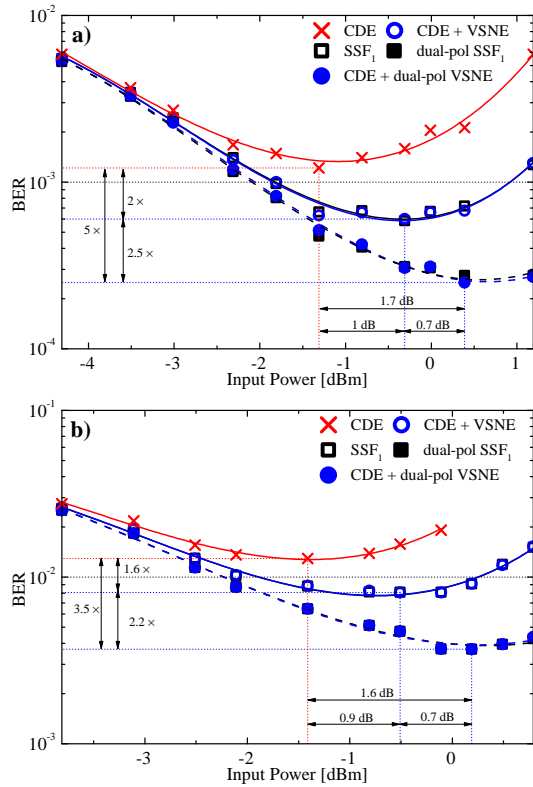 10⁻²
a)
CDE
CDE + VSNE
SSF₁
dual-pol SSF₁
CDE + dual-pol VSNE
BER
10⁻³
2 ×
5 ×
2.5 ×
1.7 dB
1 dB
0.7 dB
10⁻⁴
-4 -3 -2 -1 0 1
Input Power [dBm]
10⁻¹
b)
CDE
CDE + VSNE
SSF₁
dual-pol SSF₁
CDE + dual-pol VSNE
BER
10⁻²
1.6 ×
3.5 ×
2.2 ×
1.6 dB
0.9 dB
0.7 dB
10⁻³
-3 -2 -1 0
Input Power [dBm]